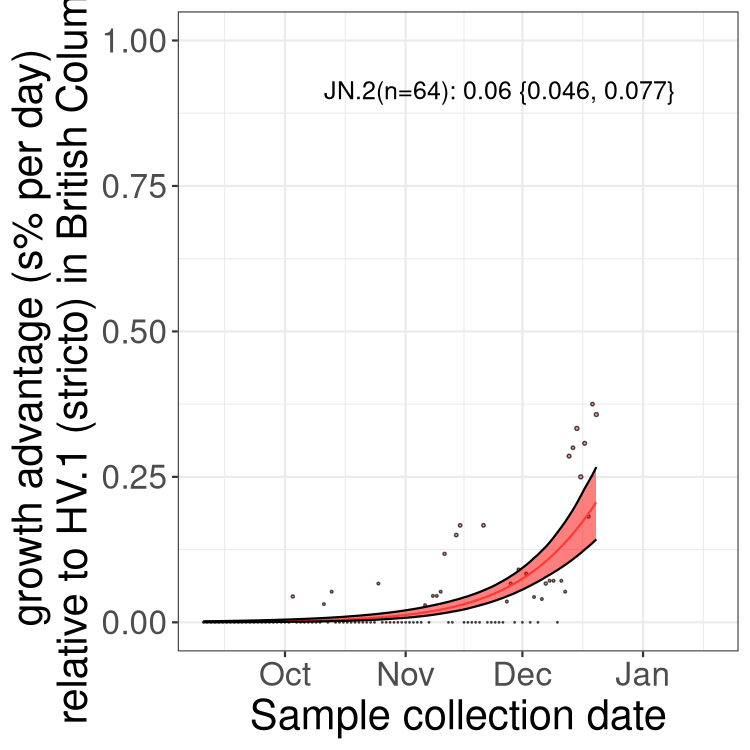 growth advantage (s% per day)
relative to HV.1 (stricto) in British Colum
1.00
0.75
0.50
0.25
0.00
JN.2(n=64): 0.06 {0.046, 0.077}
Oct Nov Dec Jan
Sample collection date